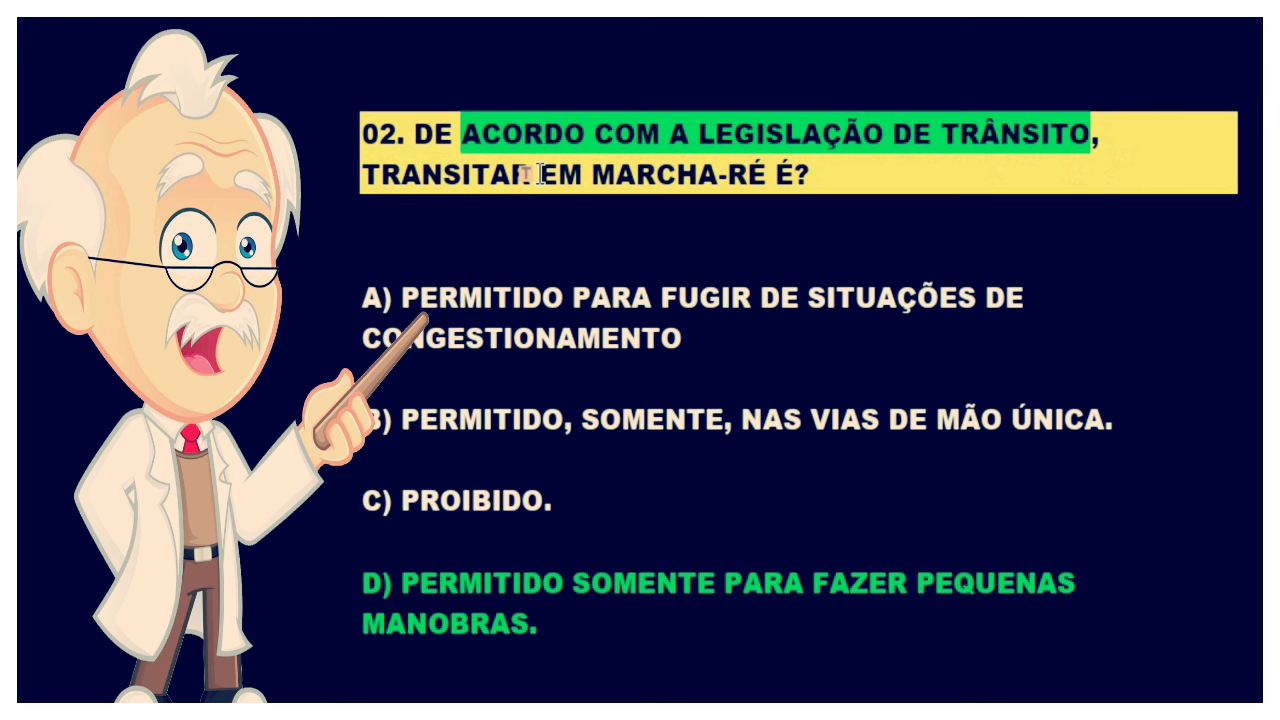 02. DE ACORDO COM A LEGISLAÇÃO DE TRÂNSITO,
TRANSITAR EM MARCHA-RÉ É?
A) PERMITIDO PARA FUGIR DE SITUAÇÕES DE
CONGESTIONAMENTO
B) PERMITIDO, SOMENTE, NAS VIAS DE MÃO ÚNICA.
C) PROIBIDO.
D) PERMITIDO SOMENTE PARA FAZER PEQUENAS
MANOBRAS.